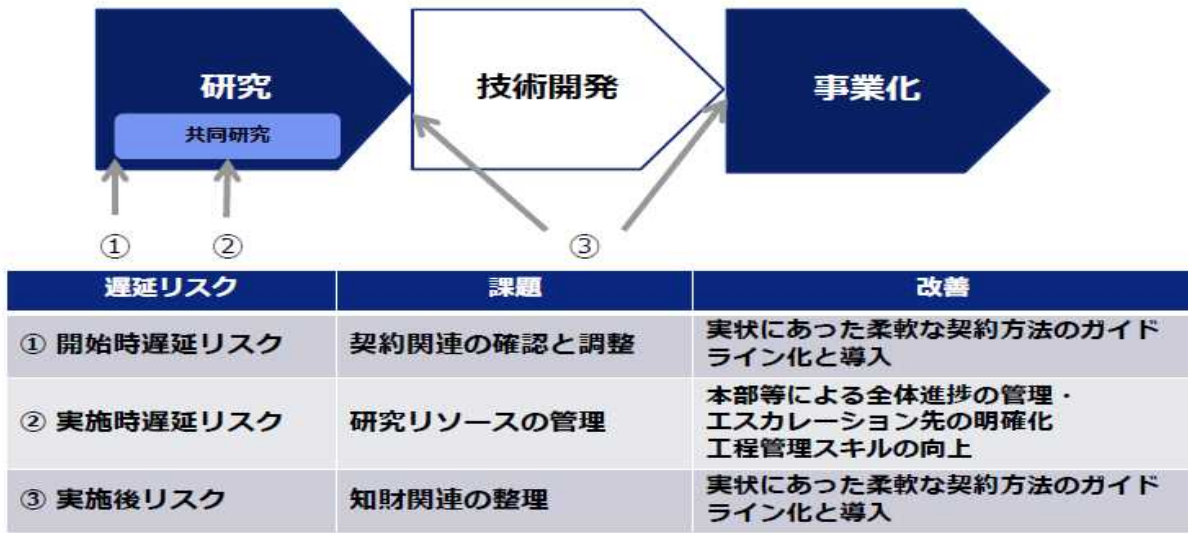 研究
技術開発
事業化
共同研究
①
②
③
遅延リスク
課題
改善
① 開始時遅延リスク
契約関連の確認と調整
実状にあった柔軟な契約方法のガイド
ライン化と導入
② 実施時遅延リスク
研究リソースの管理
本部等による全体進捗の管理・
エスカレーション先の明確化
工程管理スキルの向上
③ 実施後リスク
知財関連の整理
実状にあった柔軟な契約方法のガイド
ライン化と導入